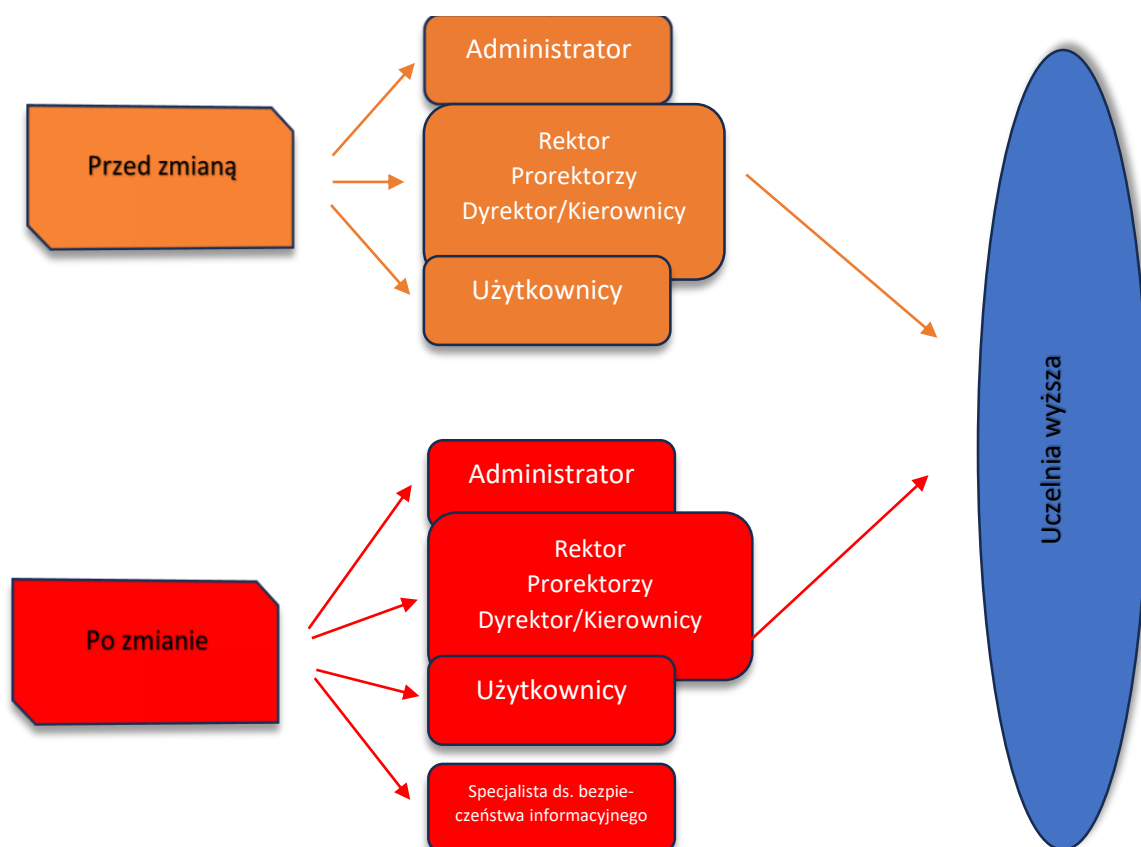 Przed zmianą
Administrator
Rektor
Prorektorzy
Dyrektor/Kierownicy
Użytkownicy
Po zmianie
Administrator
Rektor
Prorektorzy
Dyrektor/Kierownicy
Użytkownicy
Specjalista ds. bezpie-
czeństwa informacyjnego
Uczelnia wyższa